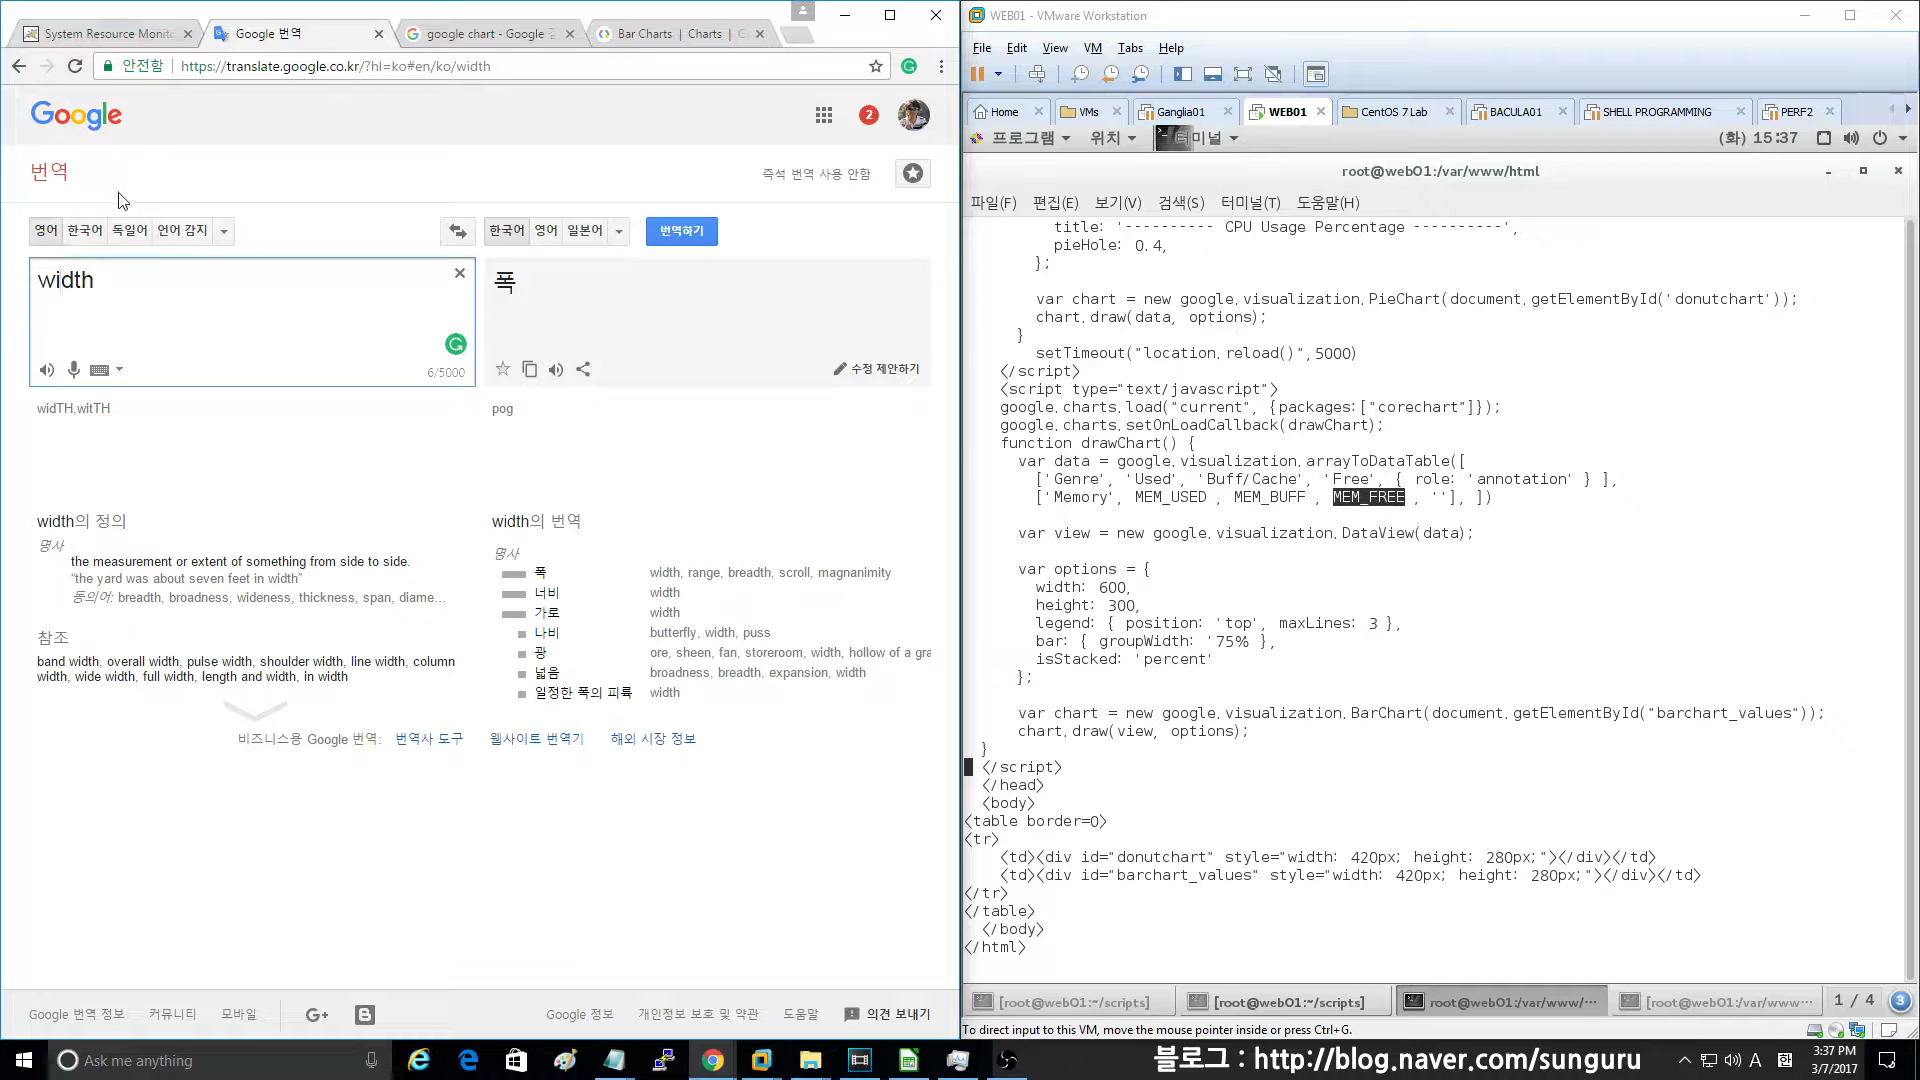 System Resource Monit
Google 번역
google chart - Google
Bar Charts | Charts | G
안전함
https://translate.google.co.kr/?hl=ko#en/ko/width
Google
2
번역
즉석 번역 사용 안함
영어 한국어 독일어 언어 감지
한국어 영어 일본어
번역하기
width
폭
6/5000
수정 제안하기
widTH,witTH
pog
width의 정의
명사
the measurement or extent of something from side to side.
"the yard was about seven feet in width"
동의어: breadth, broadness, wideness, thickness, span, diame...
참조
band width, overall width, pulse width, shoulder width, line width, column
width, wide width, full width, length and width, in width
width의 번역
명사
폭 width, range, breadth, scroll, magnanimity
너비 width
가로 width
나비 butterfly, width, puss
광 ore, sheen, fan, storeroom, width, hollow of a gra
넓음 broadness, breadth, expansion, width
일정한 폭의 피륙 width
비즈니스용 Google 번역: 번역사 도구 웹사이트 번역기 해외 시장 정보
Google 번역 정보 커뮤니티 모바일
Google 정보 개인정보 보호 및 약관 도움말 의견 보내기
WEB01 - VMware Workstation
File Edit View VM Tabs Help
Home VMs Ganglia01 WEB01 CentOS 7 Lab BACULA01 SHELL PROGRAMMING PERF2
프로그램 위치 터미널
(화) 15:37
root@web01:/var/www/html
파일(F) 편집(E) 보기(V) 검색(S) 터미널(T) 도움말(H)
title: '---------- CPU Usage Percentage ----------',
pieHole: 0.4,
};
var chart = new google.visualization.PieChart(document.getElementById('donutchart'));
chart.draw(data, options);
}
setTimeout("location.reload()",5000)
</script>
<script type="text/javascript">
google.charts.load("current", {packages:["corechart"]});
google.charts.setOnLoadCallback(drawChart);
function drawChart() {
var data = google.visualization.arrayToDataTable([
['Genre', 'Used', 'Buff/Cache', 'Free', { role: 'annotation' } ],
['Memory', MEM_USED , MEM_BUFF , MEM_FREE , ''], ])
var view = new google.visualization.DataView(data);
var options = {
width: 600,
height: 300,
legend: { position: 'top', maxLines: 3 },
bar: { groupWidth: '75% },
isStacked: 'percent'
};
var chart = new google.visualization.BarChart(document.getElementById("barchart_values"));
chart.draw(view, options);
}
</script>
</head>
<body>
<table border=0>
<tr>
<td><div id="donutchart" style="width: 420px; height: 280px;"></div></td>
<td><div id="barchart_values" style="width: 420px; height: 280px;"></div></td>
</tr>
</table>
</body>
</html>
[root@web01:~/scripts]
[root@web01:~/scripts]
root@web01:/var/www/···
[root@web01:/var/www···
1 / 4
3
To direct input to this VM, move the mouse pointer inside or press Ctrl+G.
Ask me anything
블로그 : http://blog.naver.com/sunguru
A 한
3:37 PM
3/7/2017